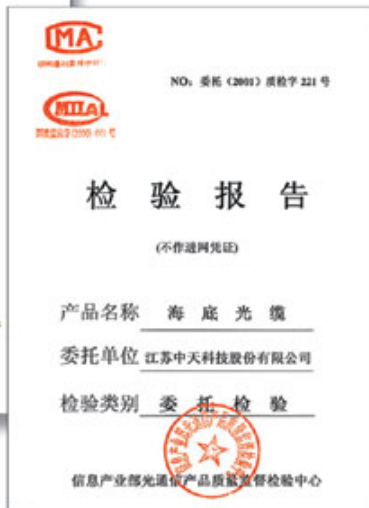 MA
NO：委托（2001）质检字 221 号
检 验 报 告
(不作进网凭证)
产品名称 海 底 光 缆
委托单位 江苏中天科技股份有限公司
检验类别 委 托 检 验
信息产业部光通信产品质量监督检验中心